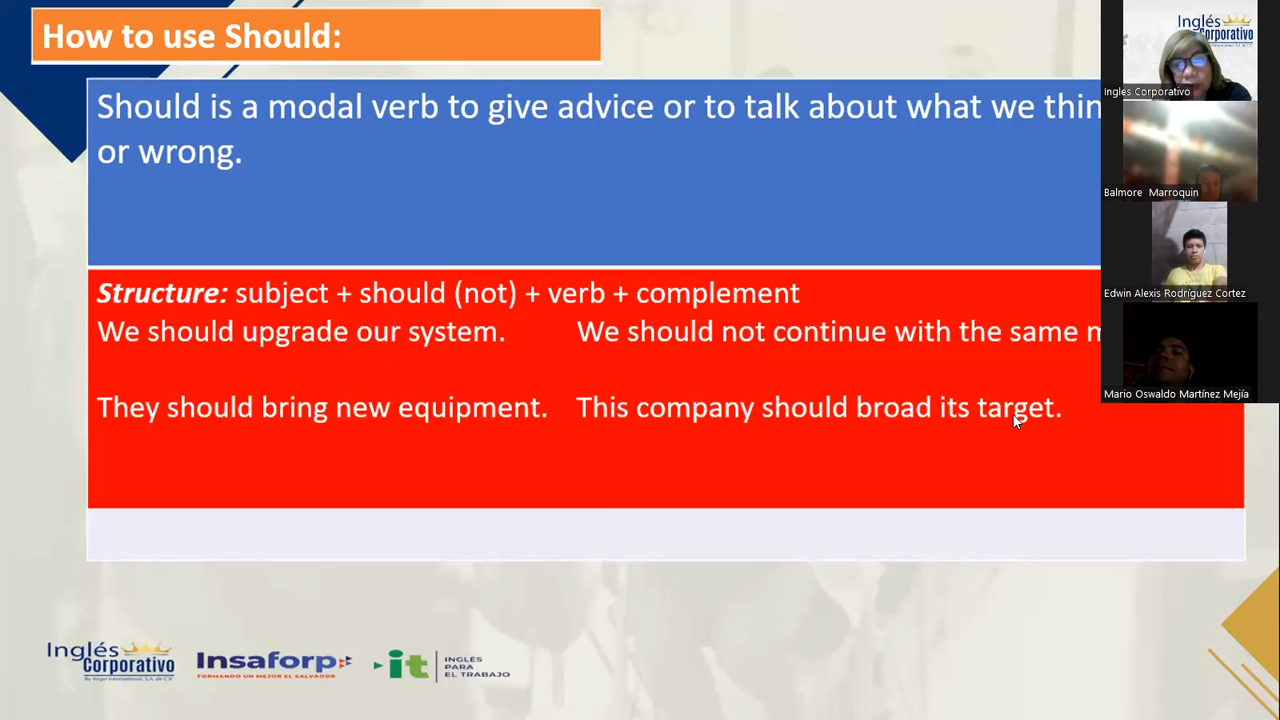 How to use Should:
Should is a modal verb to give advice or to talk about what we thin
or wrong.
Structure: subject + should (not) + verb + complement
We should upgrade our system. We should not continue with the same
They should bring new equipment. This company should broad its target.
Inglés
Corporativo
Ingles Corporativo
Balmore Marroquin
Edwin Alexis Rodríguez Cortez
Mario Oswaldo Martínez Mejía
Inglés
Corporativo
By Regar International, S.A. de C.V.
Insaforp
FORMANDO UN MEJOR EL SALVADOR
it
INGLÉS
PARA
EL TRABAJO